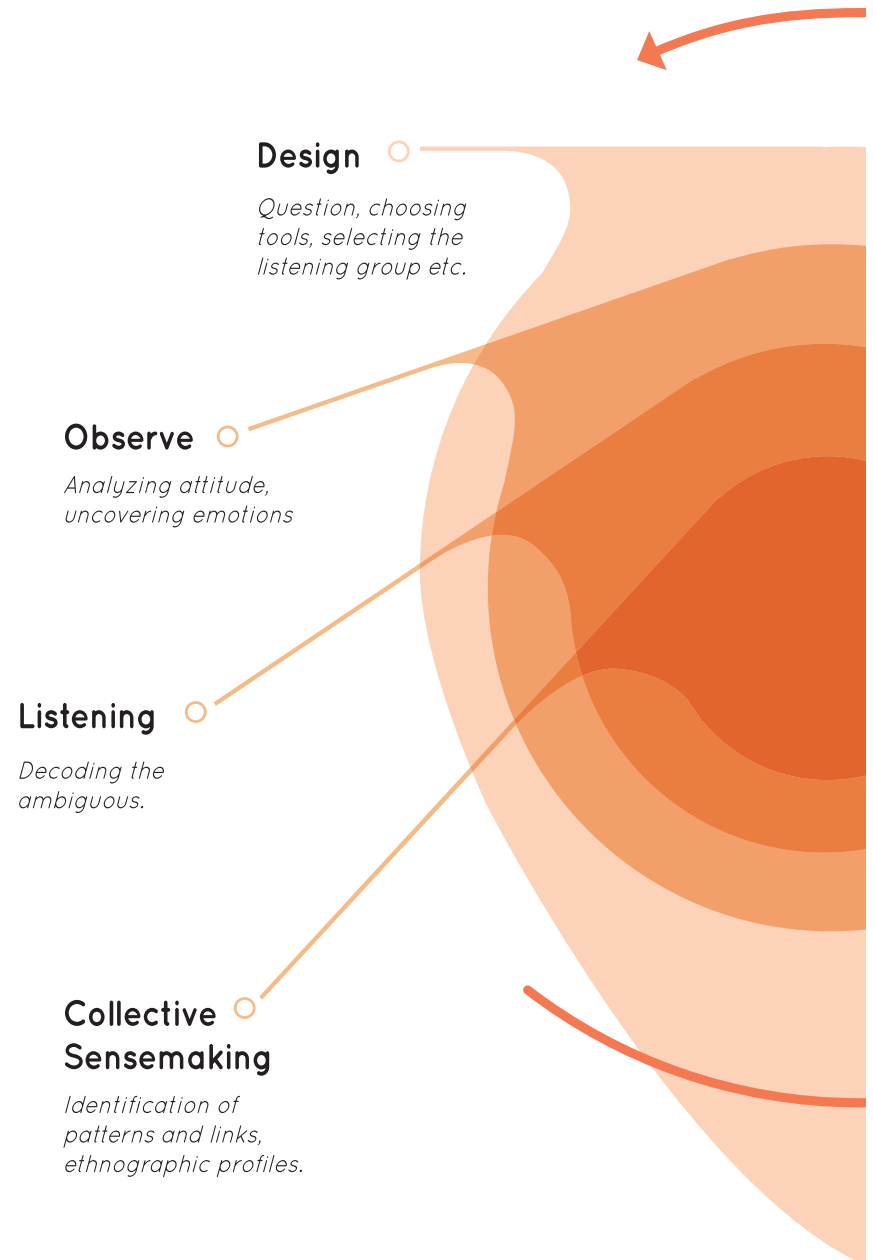 Design
Question, choosing
tools, selecting the
listening group etc.
Observe
Analyzing attitude,
uncovering emotions
Listening
Decoding the
ambiguous.
Collective
Sensemaking
Identification of
patterns and links,
ethnographic profiles.